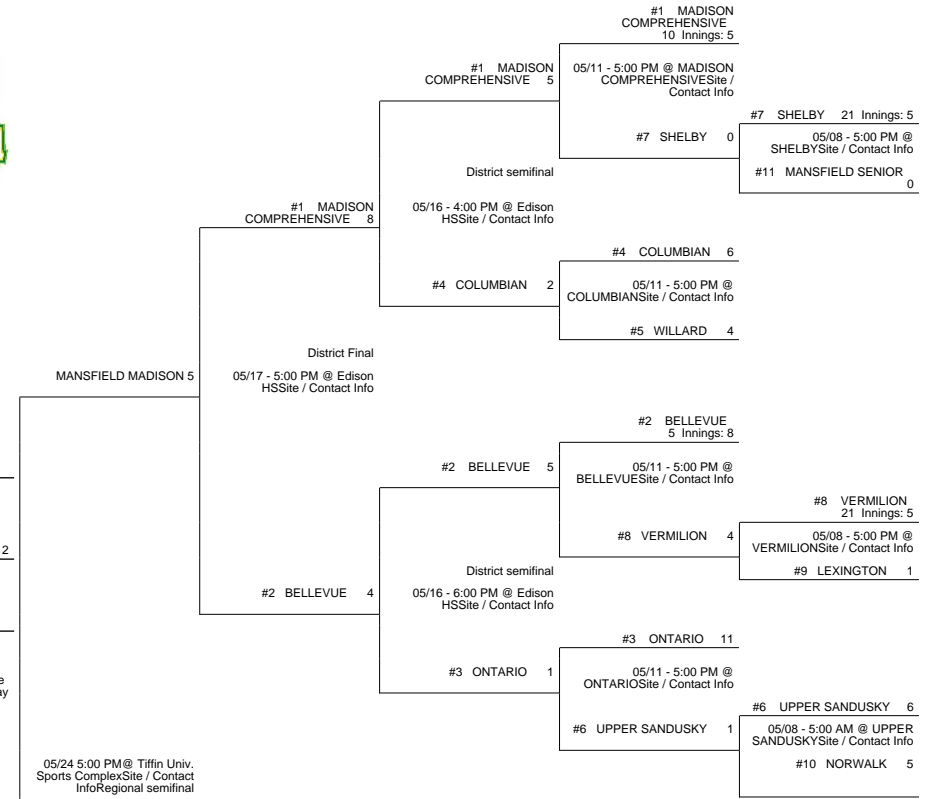 #1 MADISON
COMPREHENSIVE
10 Innings: 5
#1 MADISON
COMPREHENSIVE 5
05/11 - 5:00 PM @ MADISON
COMPREHENSIVESite /
Contact Info
#7 SHELBY 21 Innings: 5
#7 SHELBY 0
05/08 - 5:00 PM @
SHELBYSite / Contact Info
#11 MANSFIELD SENIOR
0
District semifinal
#1 MADISON
COMPREHENSIVE 8
05/16 - 4:00 PM @ Edison
HSSite / Contact Info
#4 COLUMBIAN 6
#4 COLUMBIAN 2
05/11 - 5:00 PM @
COLUMBIANSite / Contact Info
#5 WILLARD 4
District Final
MANSFIELD MADISON 5
05/17 - 5:00 PM @ Edison
HSSite / Contact Info
#2 BELLEVUE
5 Innings: 8
#2 BELLEVUE 5
05/11 - 5:00 PM @
BELLEVUESite / Contact Info
#8 VERMILION
21 Innings: 5
#8 VERMILION 4
05/08 - 5:00 PM @
VERMILIONSite / Contact Info
2
#9 LEXINGTON 1
District semifinal
#2 BELLEVUE 4
05/16 - 6:00 PM @ Edison
HSSite / Contact Info
#3 ONTARIO 11
#3 ONTARIO 1
05/11 - 5:00 PM @
ONTARIOSite / Contact Info
#6 UPPER SANDUSKY 6
#6 UPPER SANDUSKY 1
05/08 - 5:00 AM @ UPPER
SANDUSKYSite / Contact Info
#10 NORWALK 5
05/24 5:00 PM@ Tiffin Univ.
Sports ComplexSite / Contact
InfoRegional semifinal